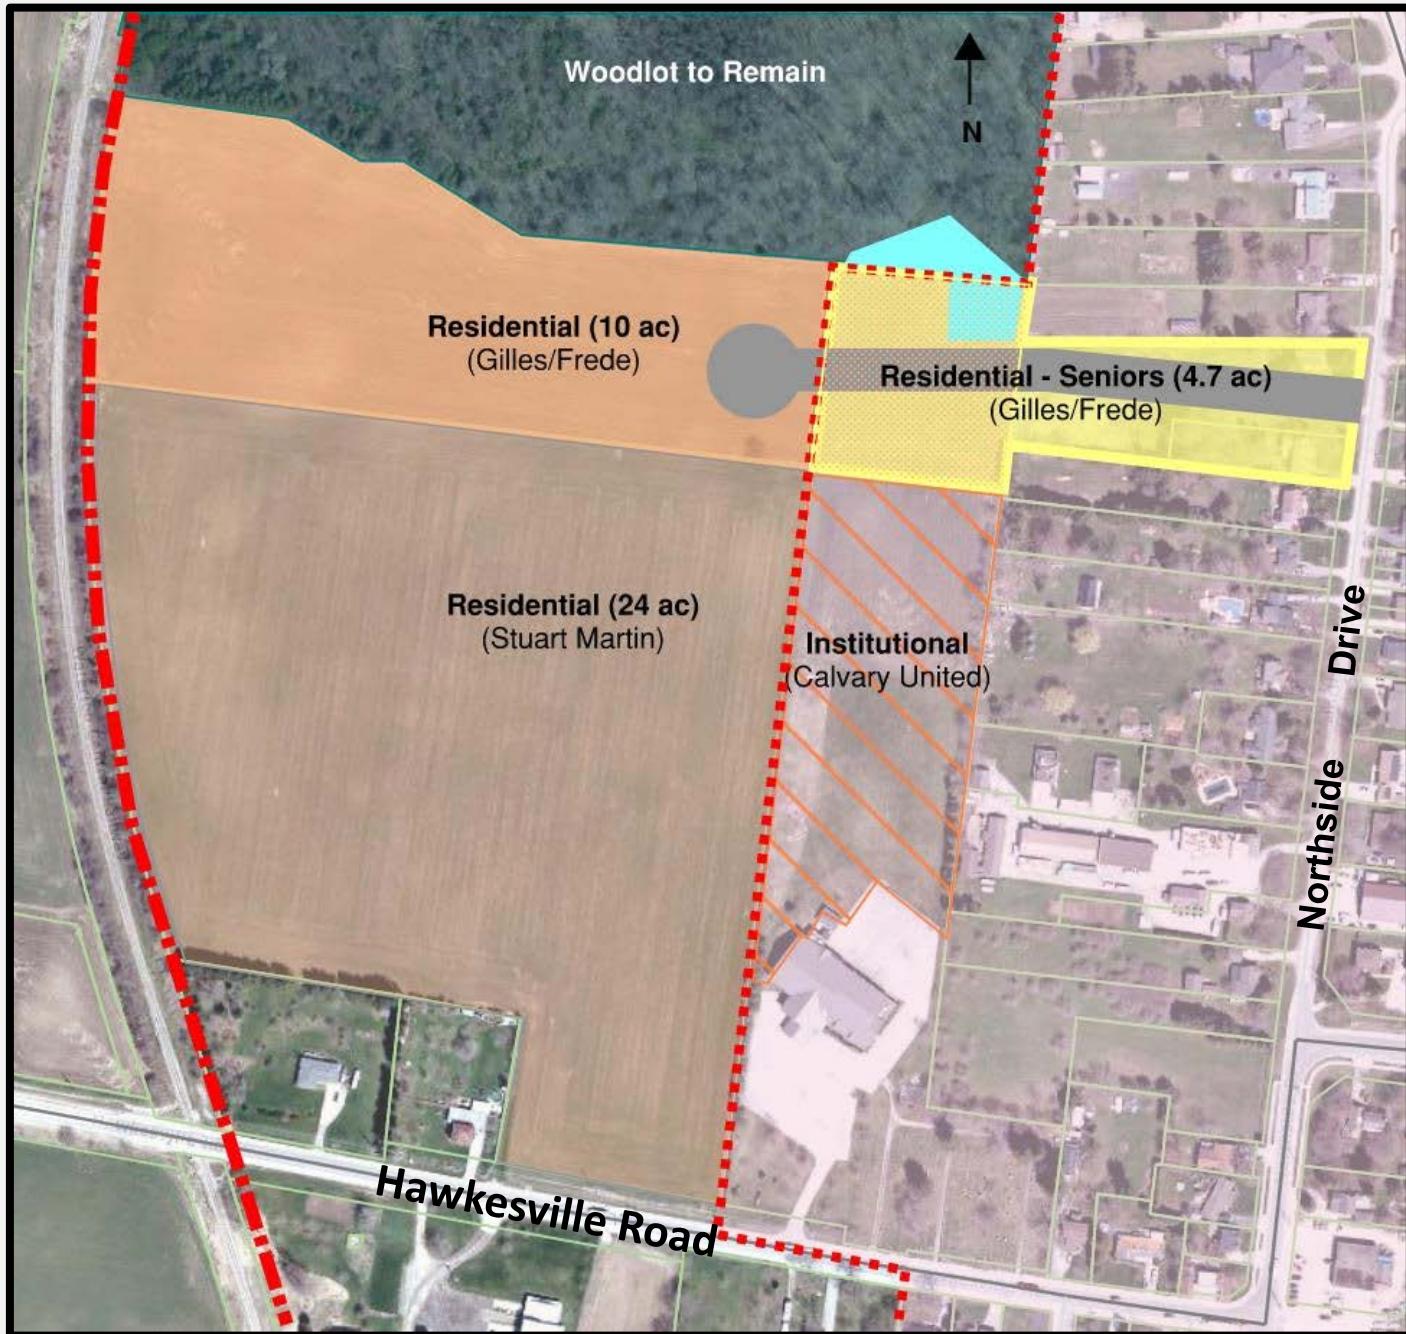 Woodlot to Remain
N
Residential (10 ac)
(Gilles/Frede)
Residential - Seniors (4.7 ac)
(Gilles/Frede)
Residential (24 ac)
(Stuart Martin)
Institutional
(Calvary United)
Northside Drive
Hawkesville Road